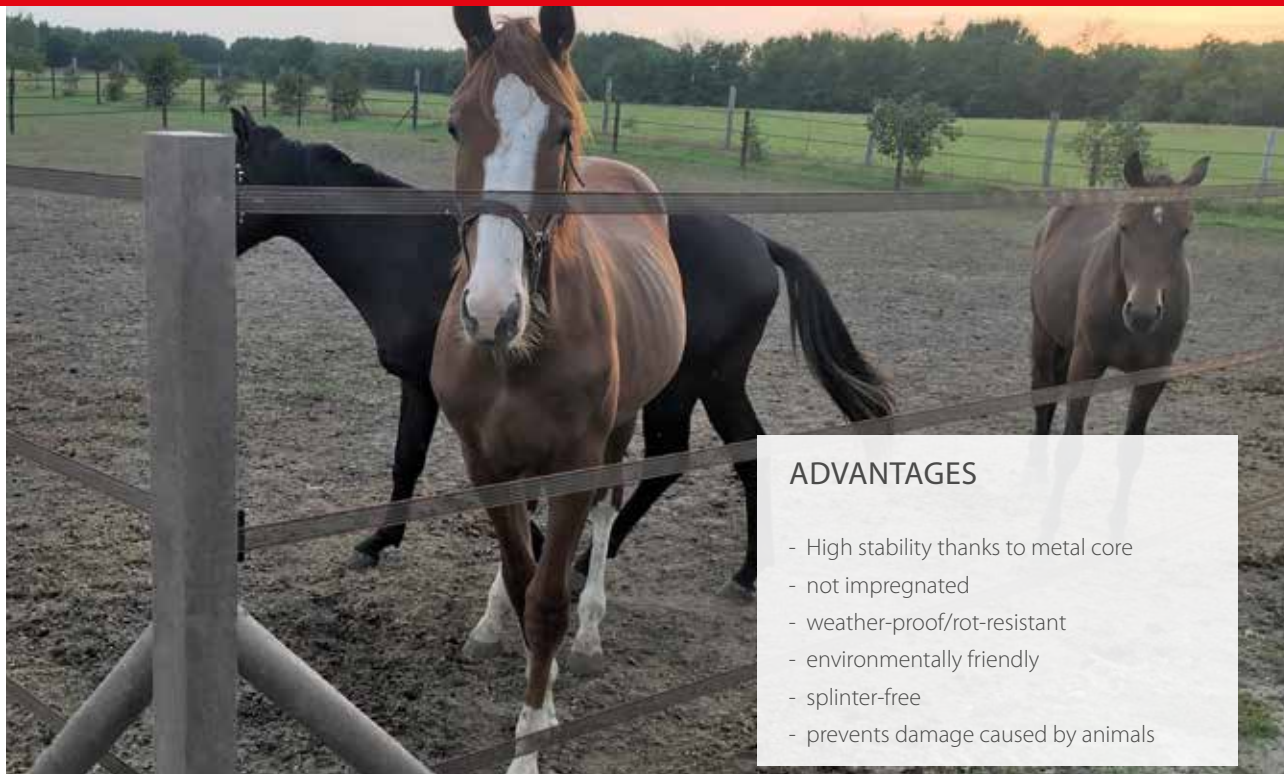 ADVANTAGES
- High stability thanks to metal core
- not impregnated
- weather-proof/rot-resistant
- environmentally friendly
- splinter-free
- prevents damage caused by animals